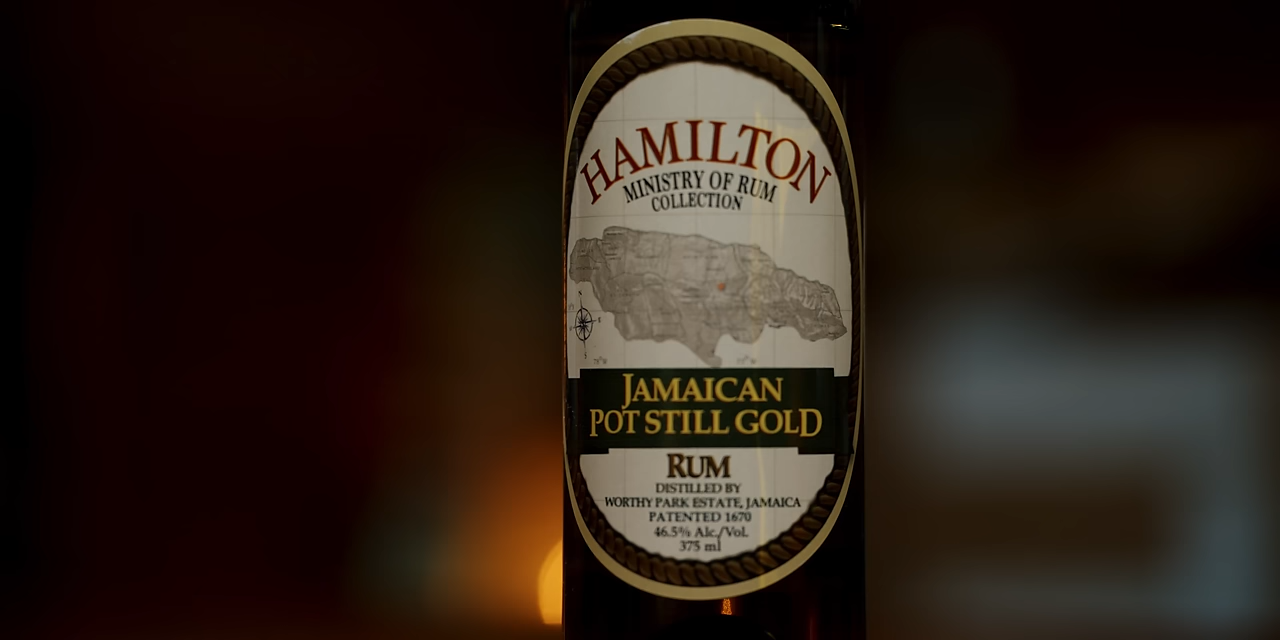 HAMILTON
MINISTRY OF RUM
COLLECTION
JAMAICAN
POT STILL GOLD
RUM
DISTILLED BY
WORTHY PARK ESTATE, JAMAICA
PATENTED 1670
46.5% Alc./Vol.
375 ml